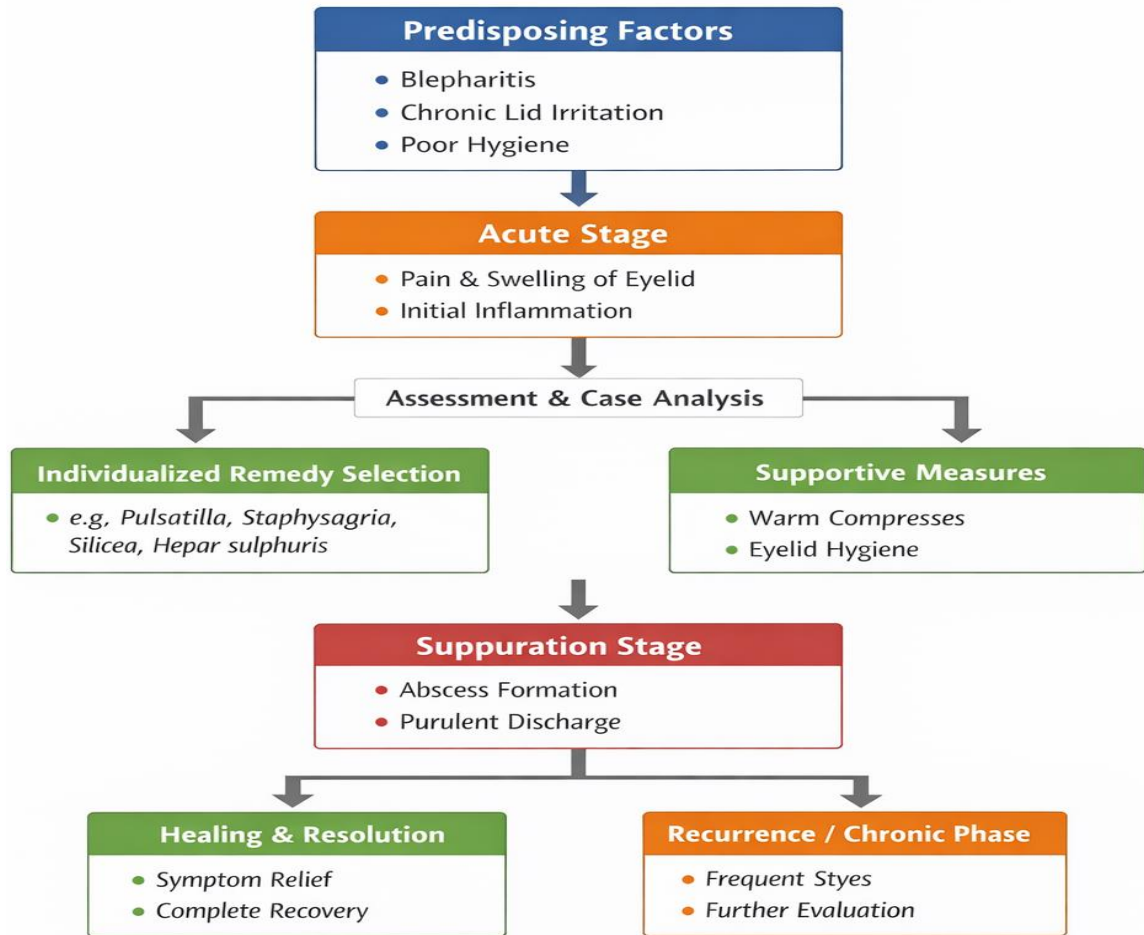 Predisposing Factors
• Blepharitis
• Chronic Lid Irritation
• Poor Hygiene
Acute Stage
• Pain & Swelling of Eyelid
• Initial Inflammation
Assessment & Case Analysis
Individualized Remedy Selection
• e.g, Pulsatilla, Staphysagria,
Silicea, Hepar sulphuris
Supportive Measures
• Warm Compresses
• Eyelid Hygiene
Suppuration Stage
• Abscess Formation
• Purulent Discharge
Healing & Resolution
• Symptom Relief
• Complete Recovery
Recurrence / Chronic Phase
• Frequent Styes
• Further Evaluation